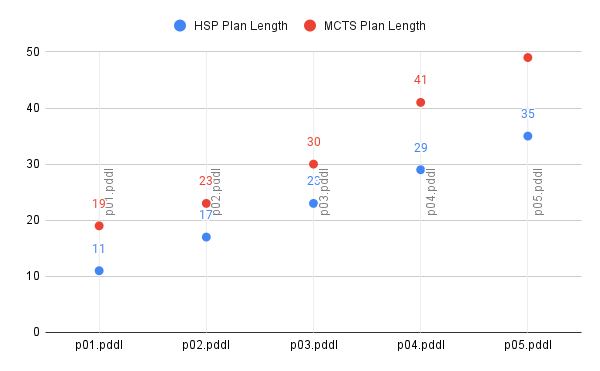 HSP Plan Length MCTS Plan Length
50
40
30
20
10
0
19
23
30
41
11
17
23
29
35
p01.pddl
p02.pddl
p03.pddl
p04.pddl
p05.pddl
p01.pddl p02.pddl p03.pddl p04.pddl p05.pddl